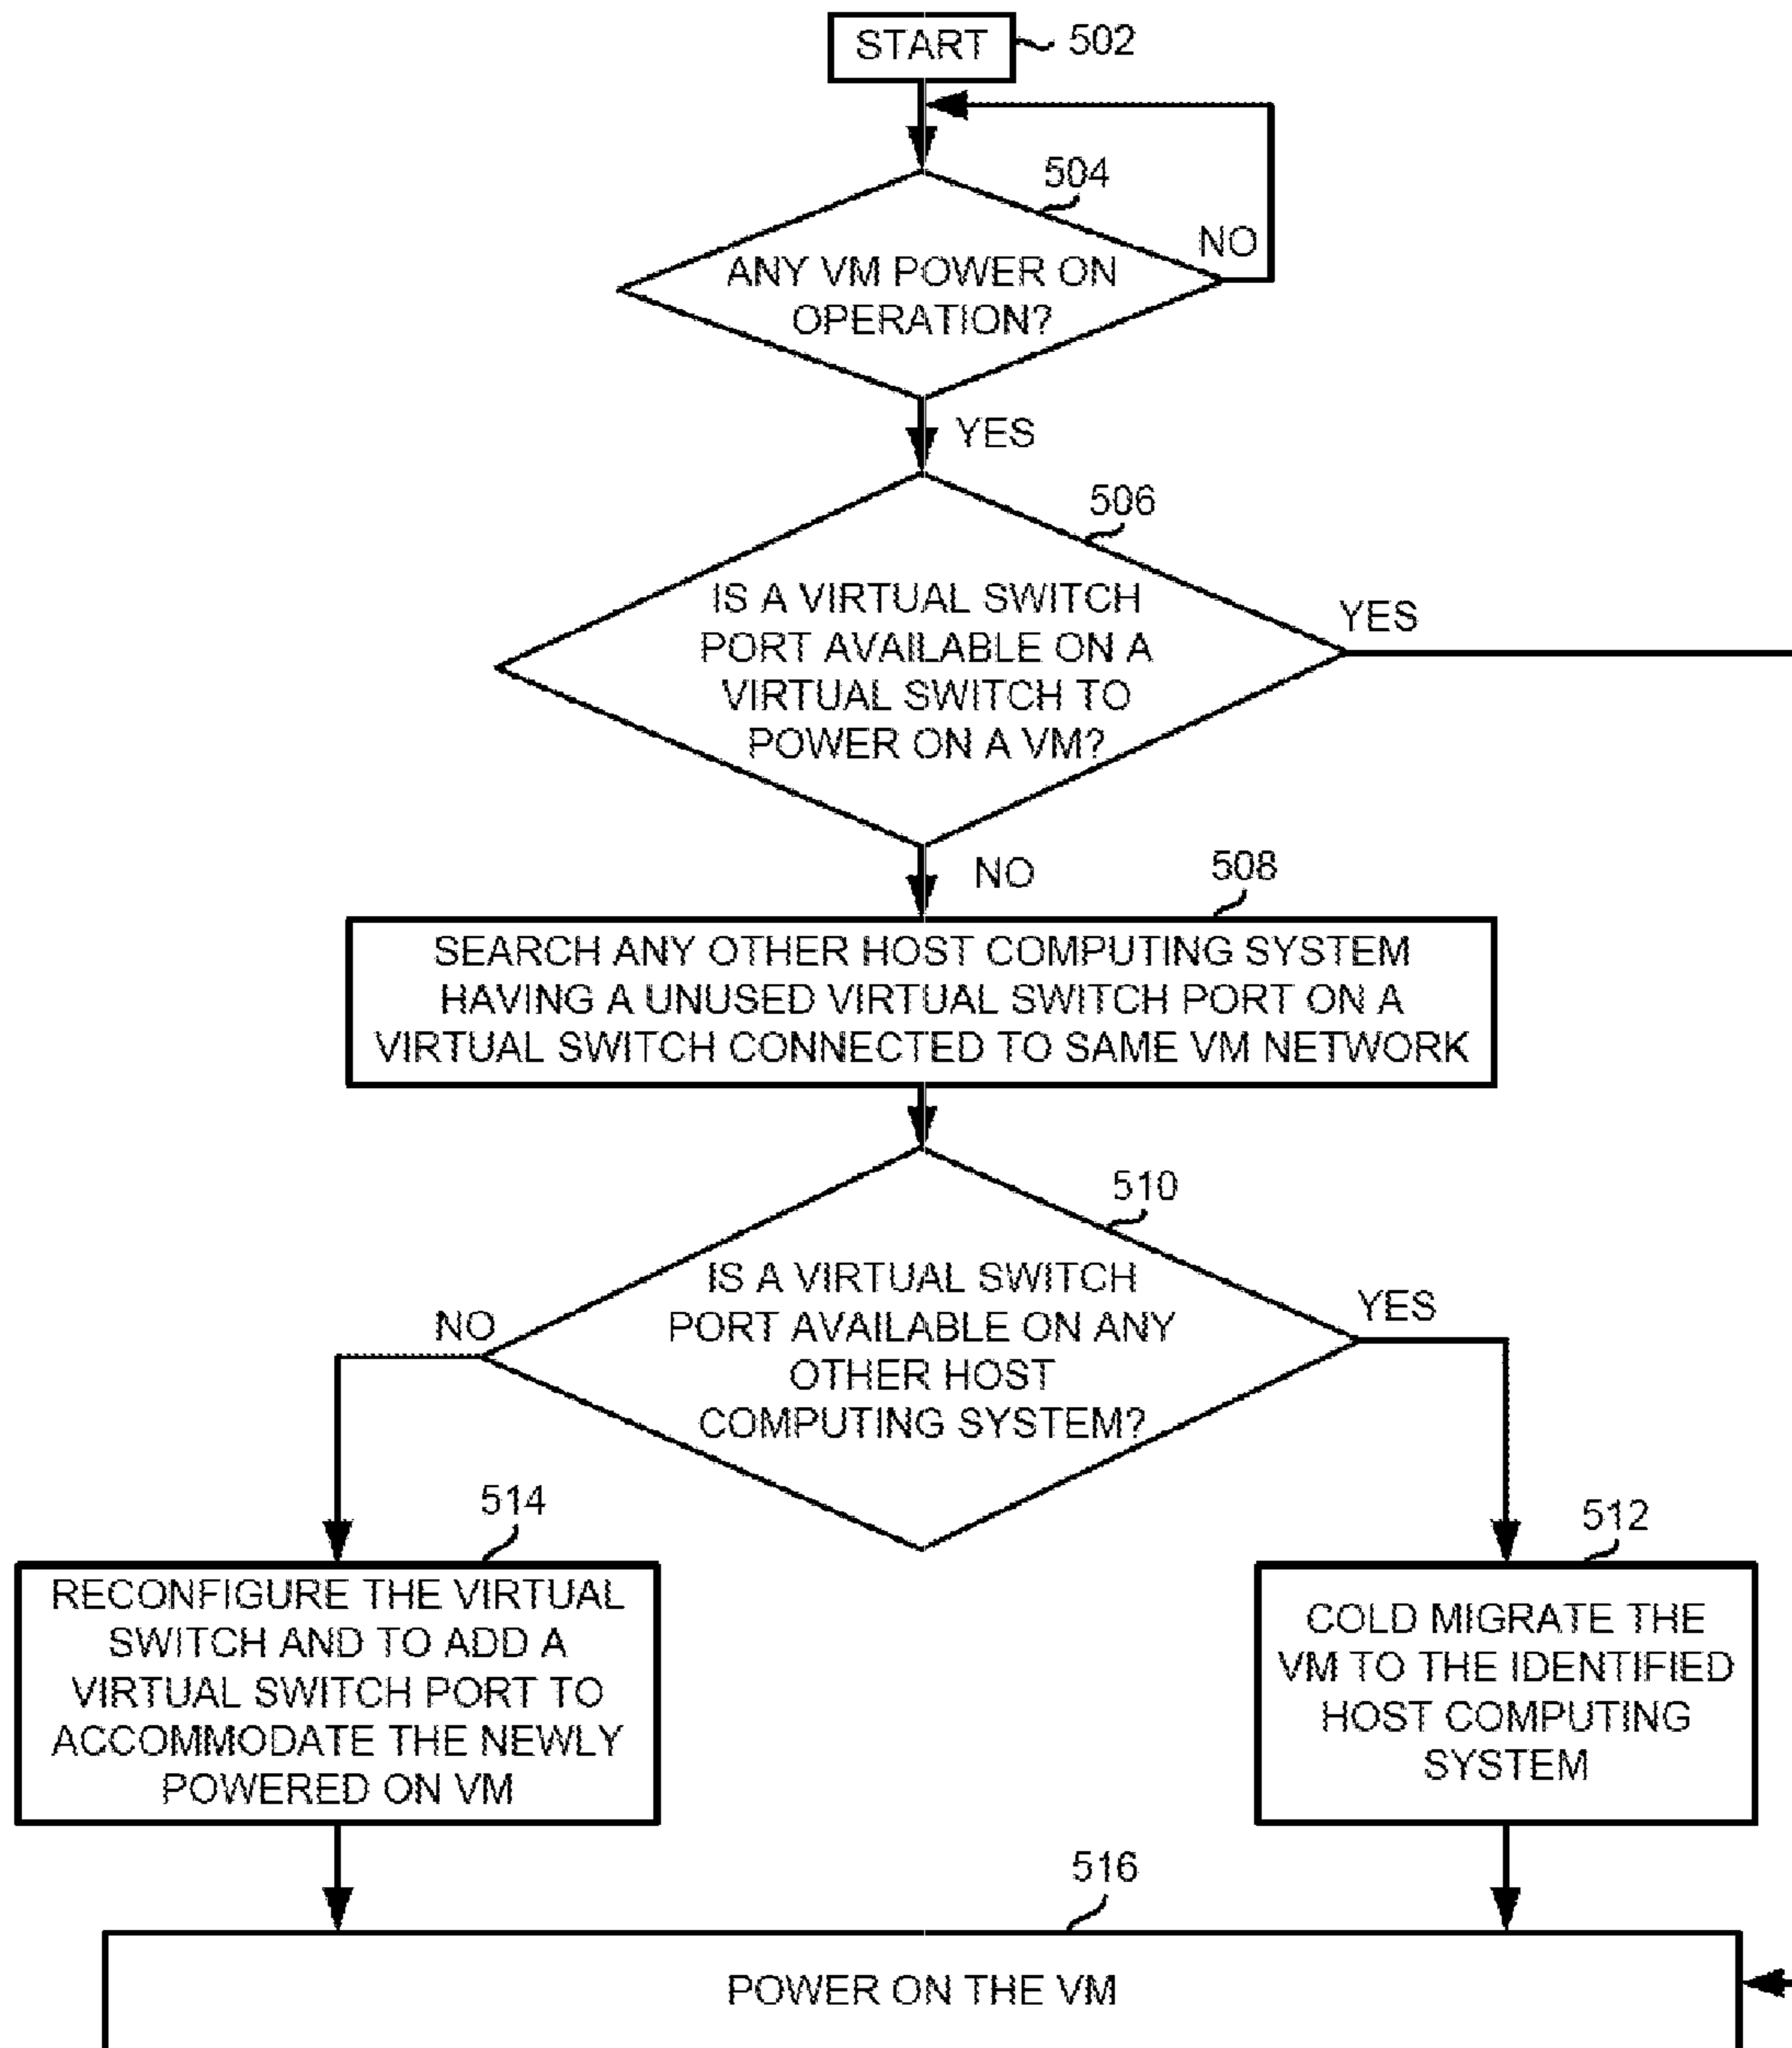 START
502
504
NO
ANY VM POWER ON
OPERATION?
YES
506
IS A VIRTUAL SWITCH
PORT AVAILABLE ON A
VIRTUAL SWITCH TO
POWER ON A VM?
YES
NO
508
SEARCH ANY OTHER HOST COMPUTING SYSTEM
HAVING A UNUSED VIRTUAL SWITCH PORT ON A
VIRTUAL SWITCH CONNECTED TO SAME VM NETWORK
510
IS A VIRTUAL SWITCH
PORT AVAILABLE ON ANY
OTHER HOST
COMPUTING SYSTEM?
NO
YES
514
RECONFIGURE THE VIRTUAL
SWITCH AND TO ADD A
VIRTUAL SWITCH PORT TO
ACCOMMODATE THE NEWLY
POWERED ON VM
512
COLD MIGRATE THE
VM TO THE IDENTIFIED
HOST COMPUTING
SYSTEM
516
POWER ON THE VM